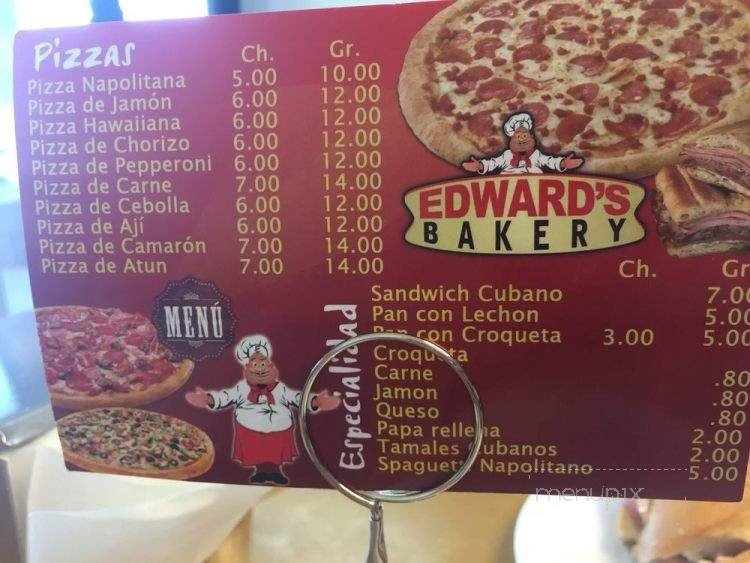 Pizzas Ch. Gr.
Pizza Napolitana 5.00 10.00
Pizza de Jamón 6.00 12.00
Pizza Hawaiiana 6.00 12.00
Pizza de Chorizo 6.00 12.00
Pizza de Pepperoni 6.00 12.00
Pizza de Carne 7.00 14.00
Pizza de Cebolla 6.00 12.00
Pizza de Ají 6.00 12.00
Pizza de Camarón 7.00 14.00
Pizza de Atun 7.00 14.00
MENÚ
EDWARD'S
BAKERY
Especialidad
Ch. Gr
Sandwich Cubano 7.00
Pan con Lechon 5.00
Pan con Croqueta 3.00 5.00
Croqueta
Carne .80
Jamon .80
Queso .80
Papa rellena 2.00
Tamales Cubanos 2.00
Spaguetti Napolitano 5.00
menupix